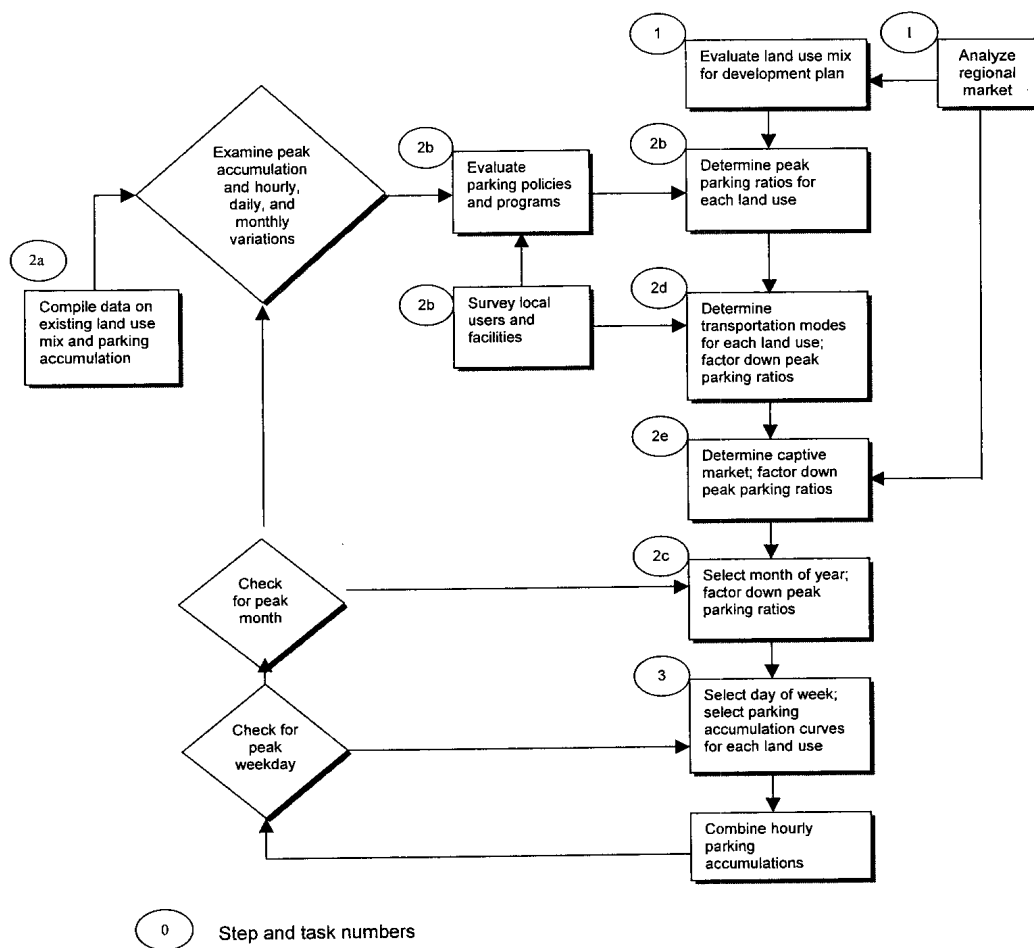 1
Evaluate land use mix
for development plan
1
Analyze
regional
market
Examine peak
accumulation
and hourly,
daily, and
monthly
variations
2b
Evaluate
parking policies
and programs
2b
Determine peak
parking ratios for
each land use
2a
Compile data on
existing land use
mix and parking
accumulation
2b
Survey local
users and
facilities
2d
Determine
transportation modes
for each land use;
factor down peak
parking ratios
2e
Determine captive
market; factor down
peak parking ratios
Check
for peak
month
2c
Select month of year;
factor down peak
parking ratios
Check for
peak
weekday
3
Select day of week;
select parking
accumulation curves
for each land use
Combine hourly
parking
accumulations
0 Step and task numbers